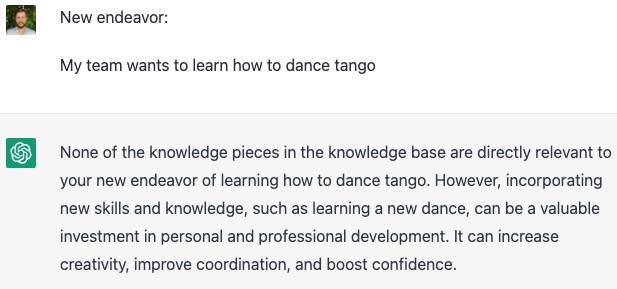 New endeavor:
My team wants to learn how to dance tango
None of the knowledge pieces in the knowledge base are directly relevant to
your new endeavor of learning how to dance tango. However, incorporating
new skills and knowledge, such as learning a new dance, can be a valuable
investment in personal and professional development. It can increase
creativity, improve coordination, and boost confidence.